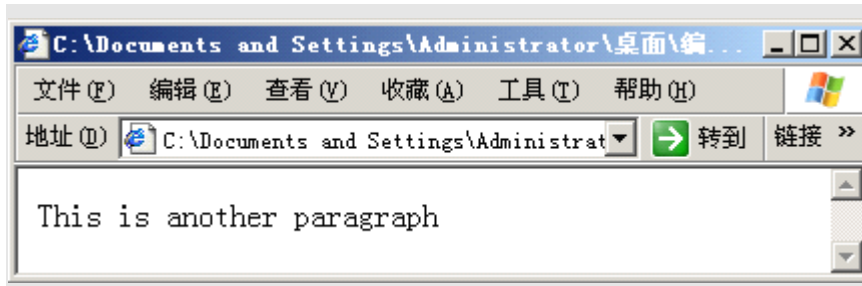 C:\Documents and Settings\Administrator\桌面\编...
文件(F) 编辑(E) 查看(V) 收藏(A) 工具(T) 帮助(H)
地址(D) C:\Documents and Settings\Administrat 转到 链接 »
This is another paragraph